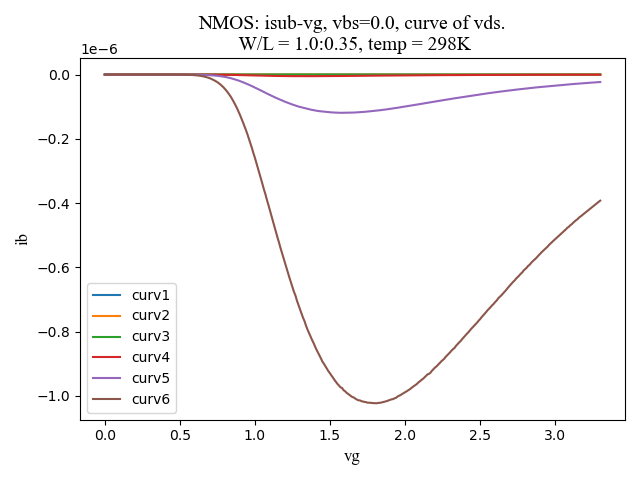 NMOS: isub-vg, vbs=0.0, curve of vds.
W/L = 1.0:0.35, temp = 298K
1e−6
0.0
−0.2
−0.4
−0.6
−0.8
−1.0
ib
curv1
curv2
curv3
curv4
curv5
curv6
0.0 0.5 1.0 1.5 2.0 2.5 3.0
vg